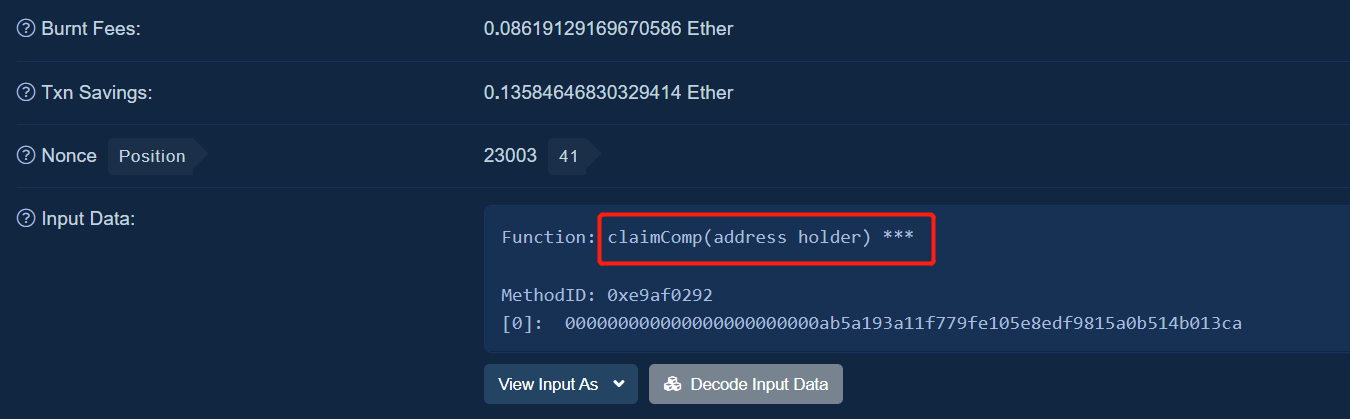 Burnt Fees: 0.08619129169670586 Ether
Txn Savings: 0.13584646830329414 Ether
Nonce Position 23003 41
Input Data:
Function: claimComp(address holder) ***
MethodID: 0xe9af0292
[0]: 000000000000000000000000ab5a193a11f779fe105e8edf9815a0b514b013ca
View Input As Decode Input Data